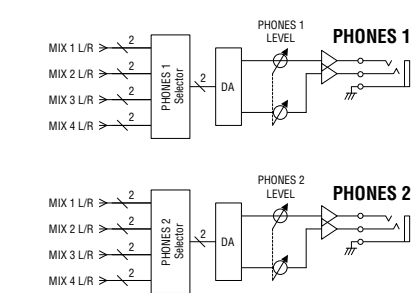 PHONES 1
LEVEL
PHONES 1
MIX 1 L/R 2
MIX 2 L/R 2
MIX 3 L/R 2
MIX 4 L/R 2
PHONES 1
Selector
2
DA
PHONES 2
LEVEL
PHONES 2
MIX 1 L/R 2
MIX 2 L/R 2
MIX 3 L/R 2
MIX 4 L/R 2
PHONES 2
Selector
2
DA